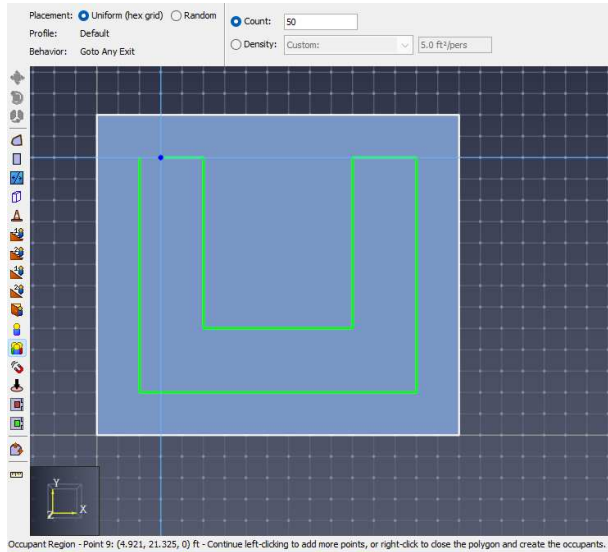 Placement: Uniform (hex grid) Random
Profile: Default
Behavior: Goto Any Exit
Count: 50
Density: Custom: 5.0 ft²/pers
Y
Z X
Occupant Region - Point 9: (4.921, 21.325, 0) ft - Continue left-clicking to add more points, or right-click to close the polygon and create the occupants.